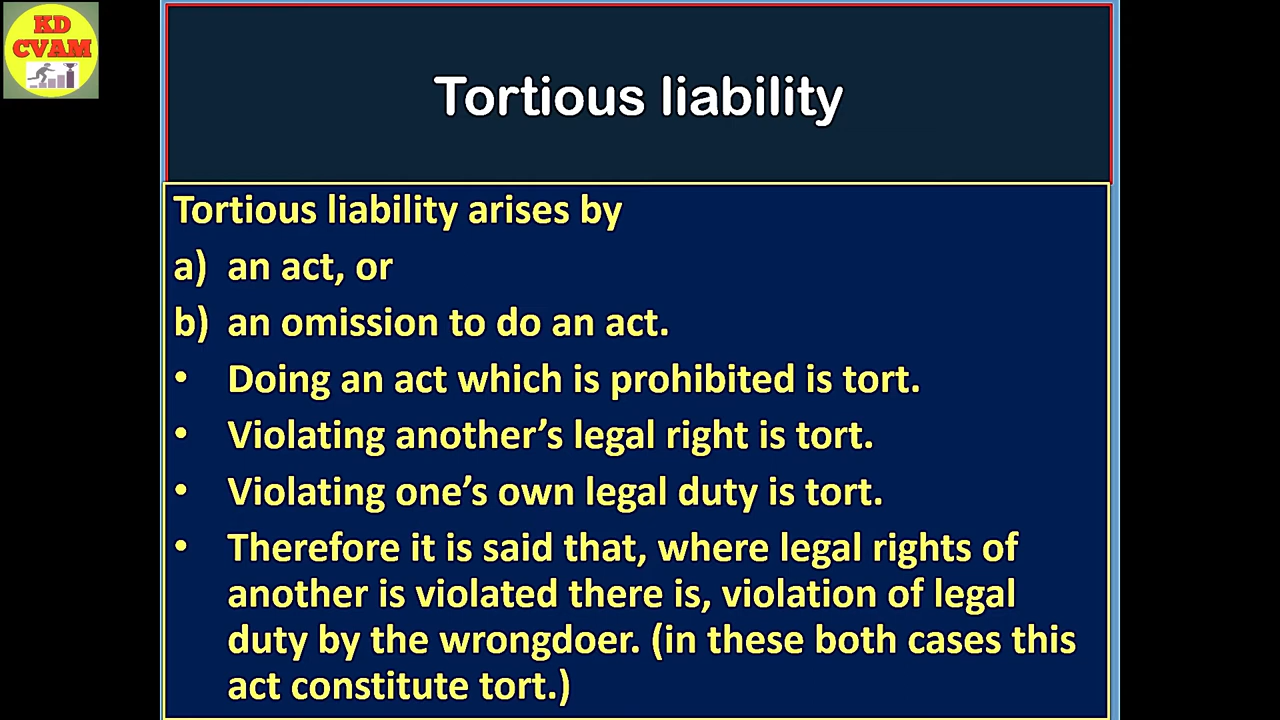 KD
CVAM
Tortious liability
Tortious liability arises by
a) an act, or
b) an omission to do an act.
• Doing an act which is prohibited is tort.
• Violating another’s legal right is tort.
• Violating one’s own legal duty is tort.
• Therefore it is said that, where legal rights of
another is violated there is, violation of legal
duty by the wrongdoer. (in these both cases this
act constitute tort.)